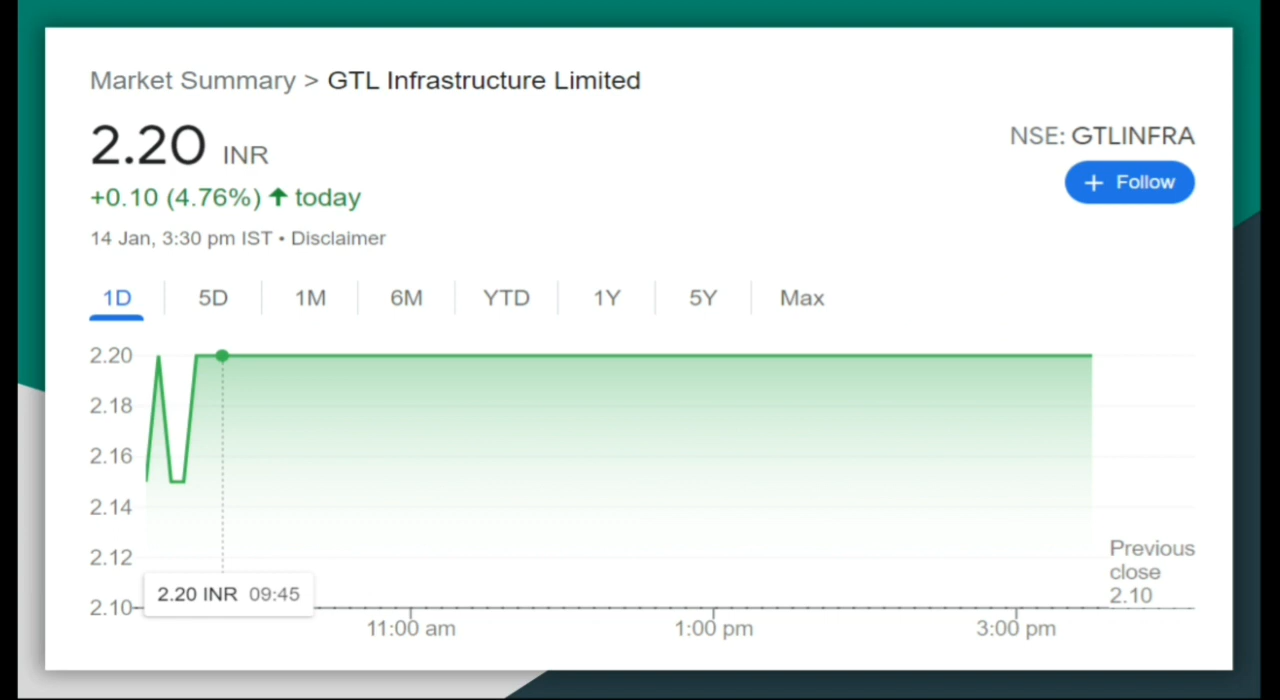 Market Summary > GTL Infrastructure Limited
2.20 INR
NSE: GTLINFRA
+ Follow
+0.10 (4.76%) ↑ today
14 Jan, 3:30 pm IST • Disclaimer
1D 5D 1M 6M YTD 1Y 5Y Max
2.20
2.18
2.16
2.14
2.12
2.10
2.20 INR 09:45
Previous
close
2.10
11:00 am 1:00 pm 3:00 pm